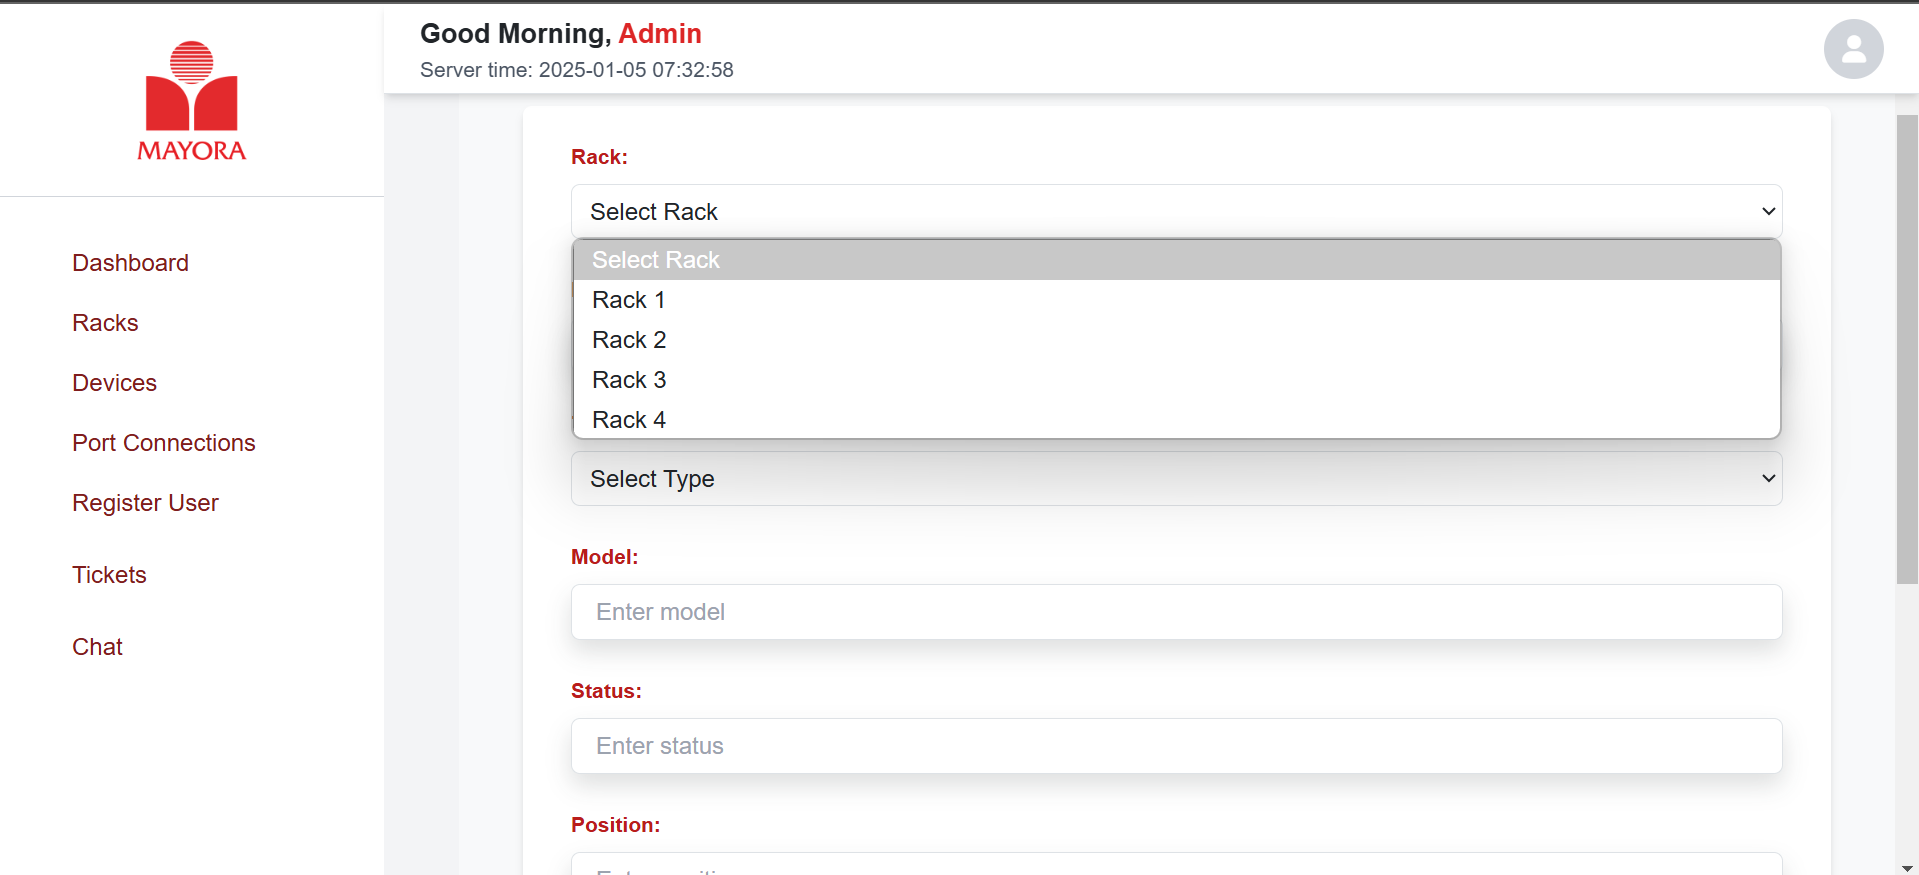 MAYORA
Dashboard
Racks
Devices
Port Connections
Register User
Tickets
Chat
Good Morning, Admin
Server time: 2025-01-05 07:32:58
Rack:
Select Rack
Select Rack
Rack 1
Rack 2
Rack 3
Rack 4
Select Type
Model:
Enter model
Status:
Enter status
Position: